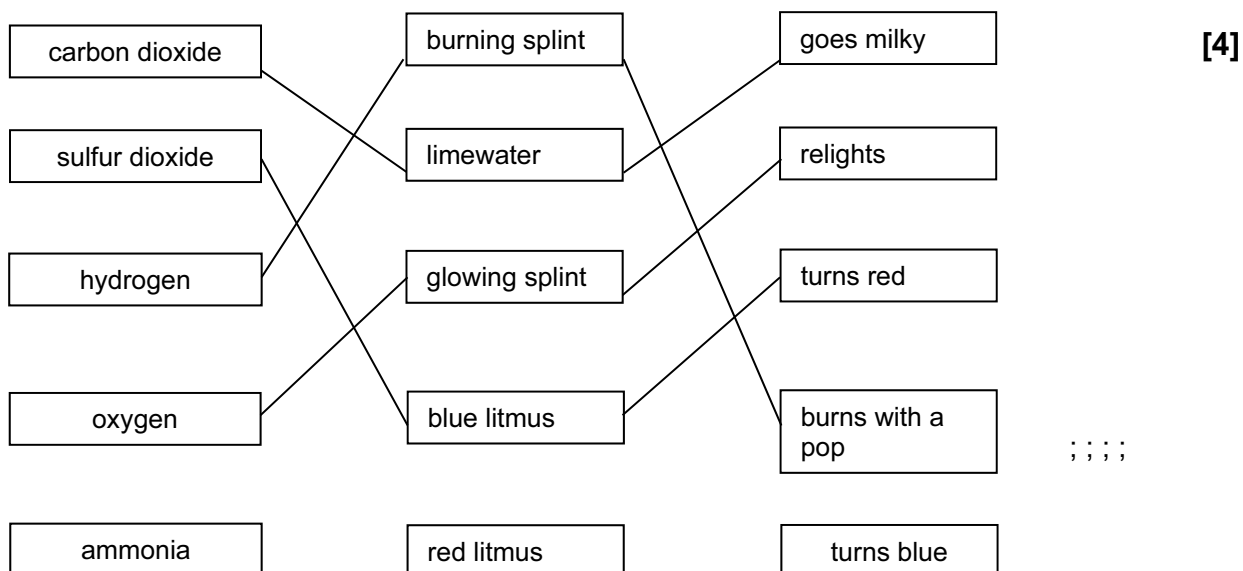 carbon dioxide
burning splint
goes milky
[4]
sulfur dioxide
limewater
relights
hydrogen
glowing splint
turns red
oxygen
blue litmus
burns with a
pop
; ; ; ;
ammonia
red litmus
turns blue